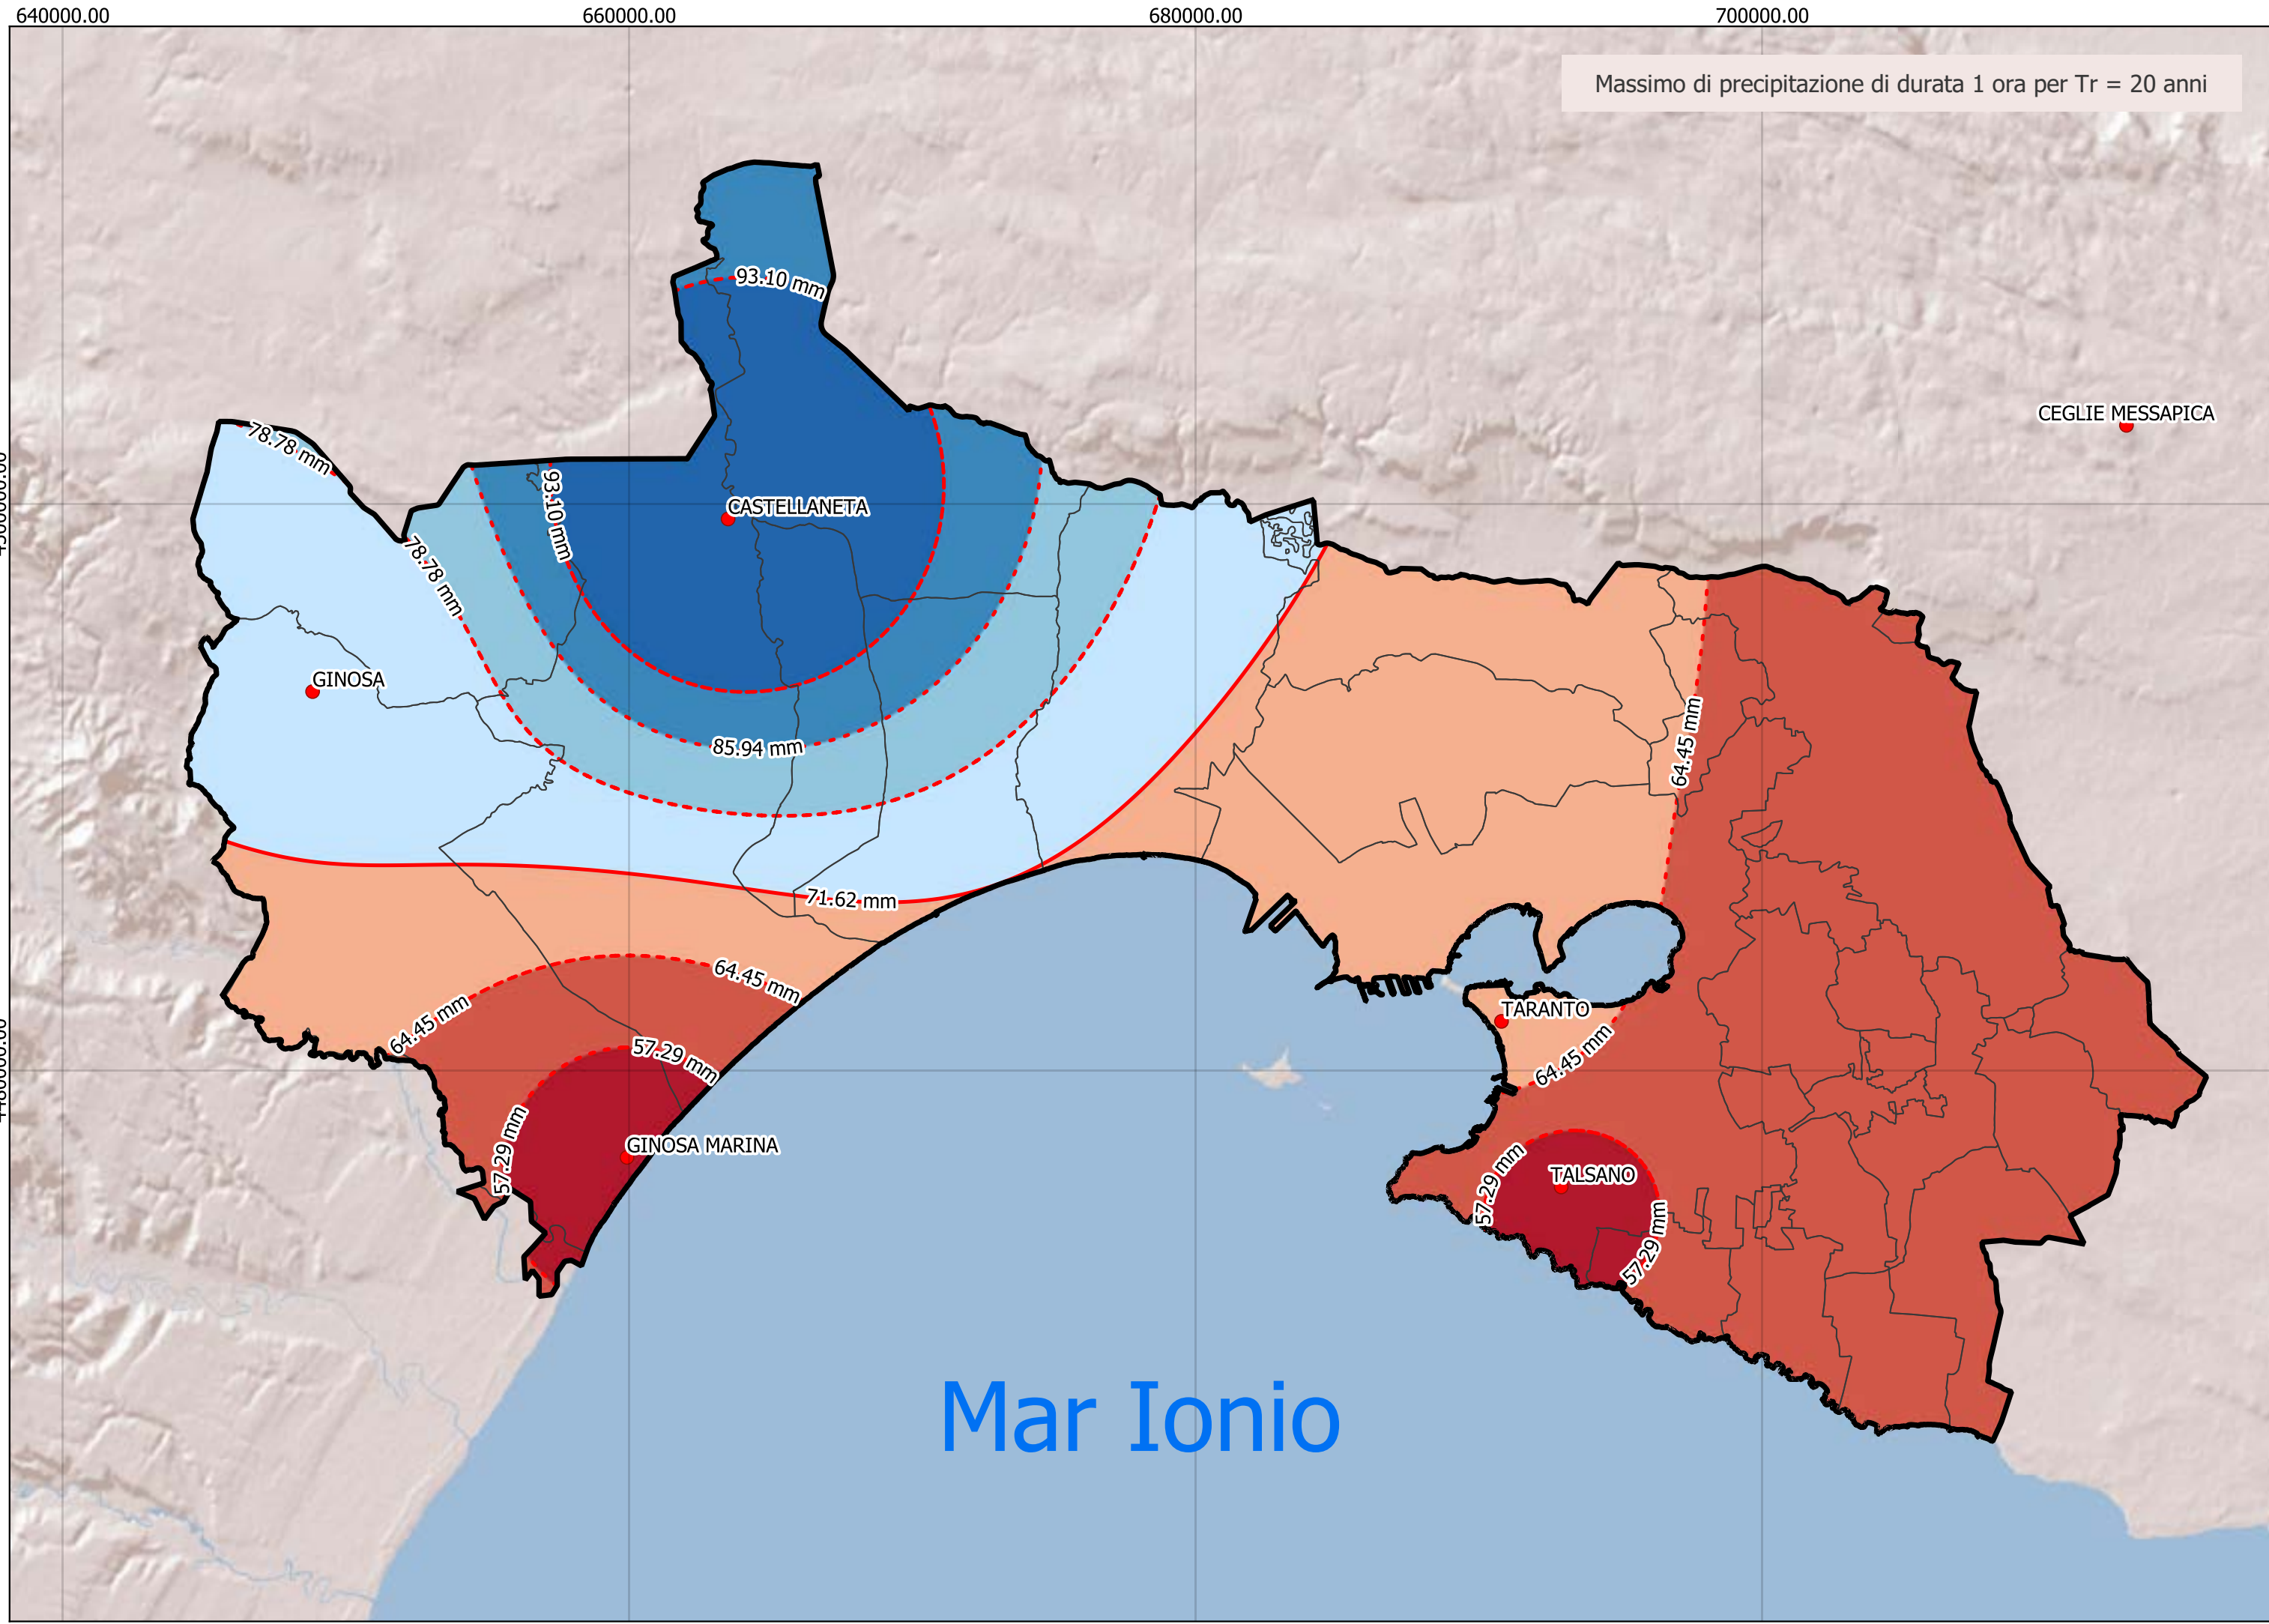 640000.00
660000.00
680000.00
700000.00
Massimo di precipitazione di durata 1 ora per Tr = 20 anni
93.10 mm
CEGLIE MESSAPICA
78.78 mm
93.10 mm
CASTELLANETA
78.78 mm
GINOSA
64.45 mm
85.94 mm
71.62 mm
64.45 mm
64.45 mm
TARANTO
64.45 mm
57.29 mm
57.29 mm
GINOSA MARINA
57.29 mm
TALSANO
57.29 mm
Mar Ionio